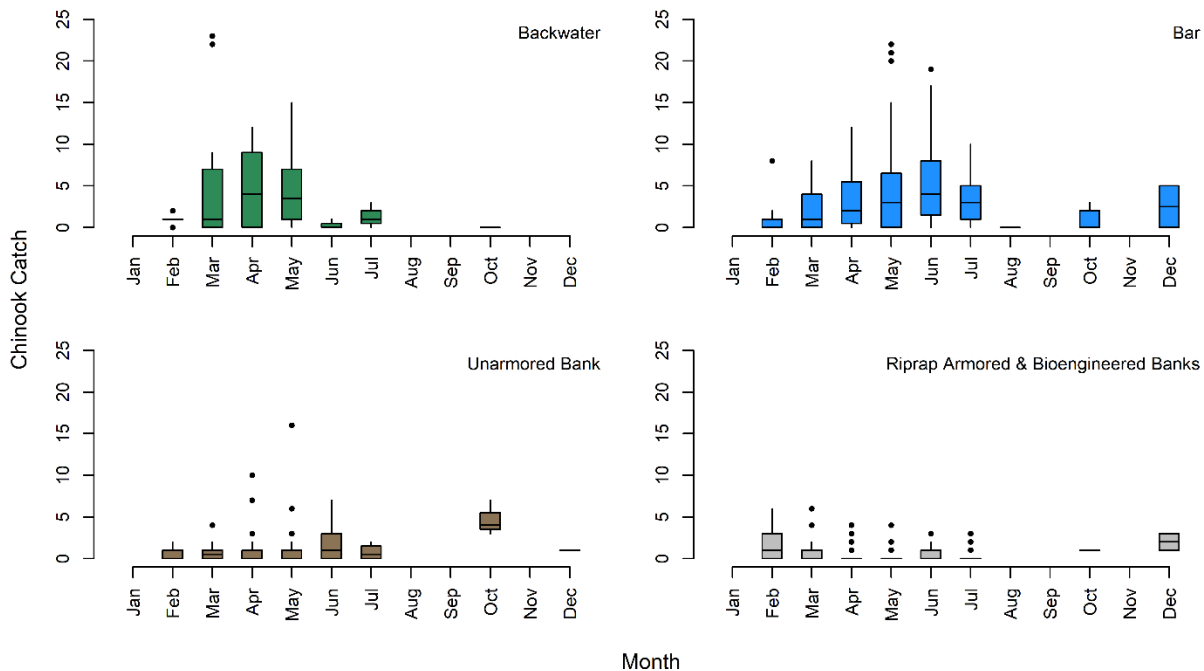 Chinook Catch
Backwater
25
20
15
10
5
0
Jan Feb Mar Apr May Jun Jul Aug Sep Oct Nov Dec
Bar
25
20
15
10
5
0
Jan Feb Mar Apr May Jun Jul Aug Sep Oct Nov Dec
Unarmored Bank
25
20
15
10
5
0
Jan Feb Mar Apr May Jun Jul Aug Sep Oct Nov Dec
Riprap Armored & Bioengineered Banks
25
20
15
10
5
0
Jan Feb Mar Apr May Jun Jul Aug Sep Oct Nov Dec
Month